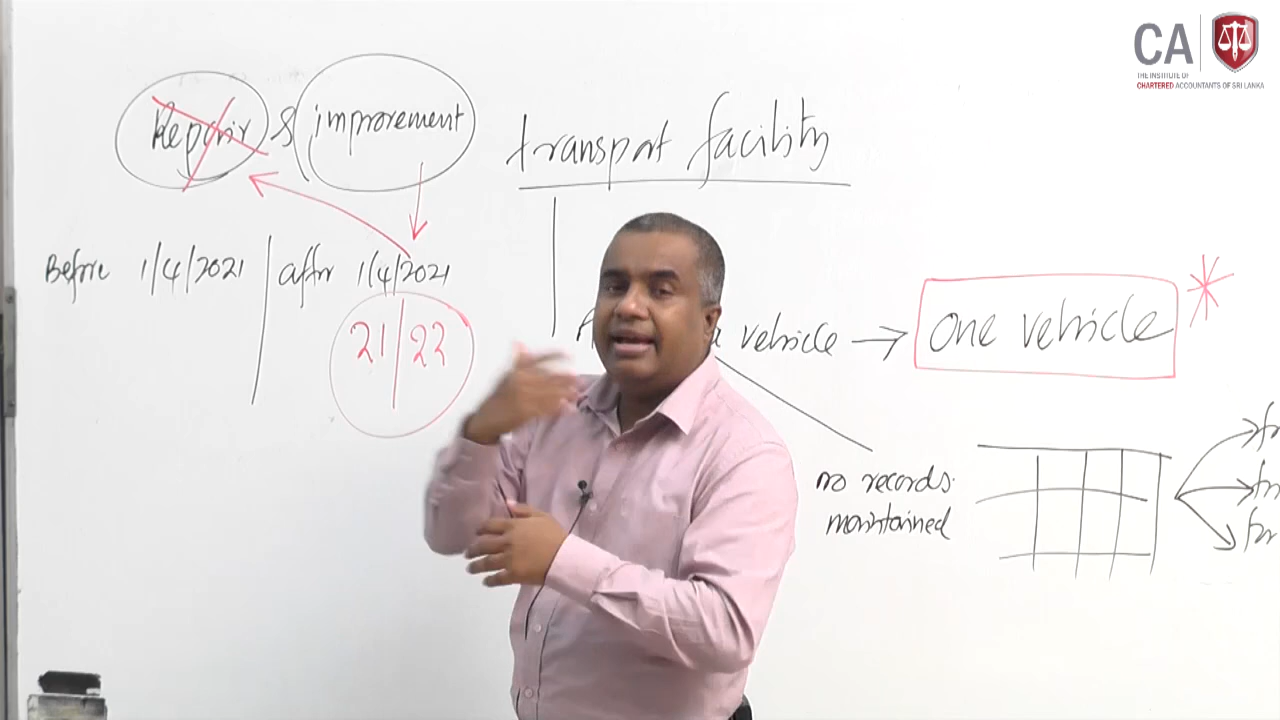 CA
THE INSTITUTE OF
CHARTERED ACCOUNTANTS OF SRI LANKA
Repair & improvement
transport facility
Before 1/4/2021 after 1/4/2021
21/22
vehicle → one vehicle *
no records
maintained